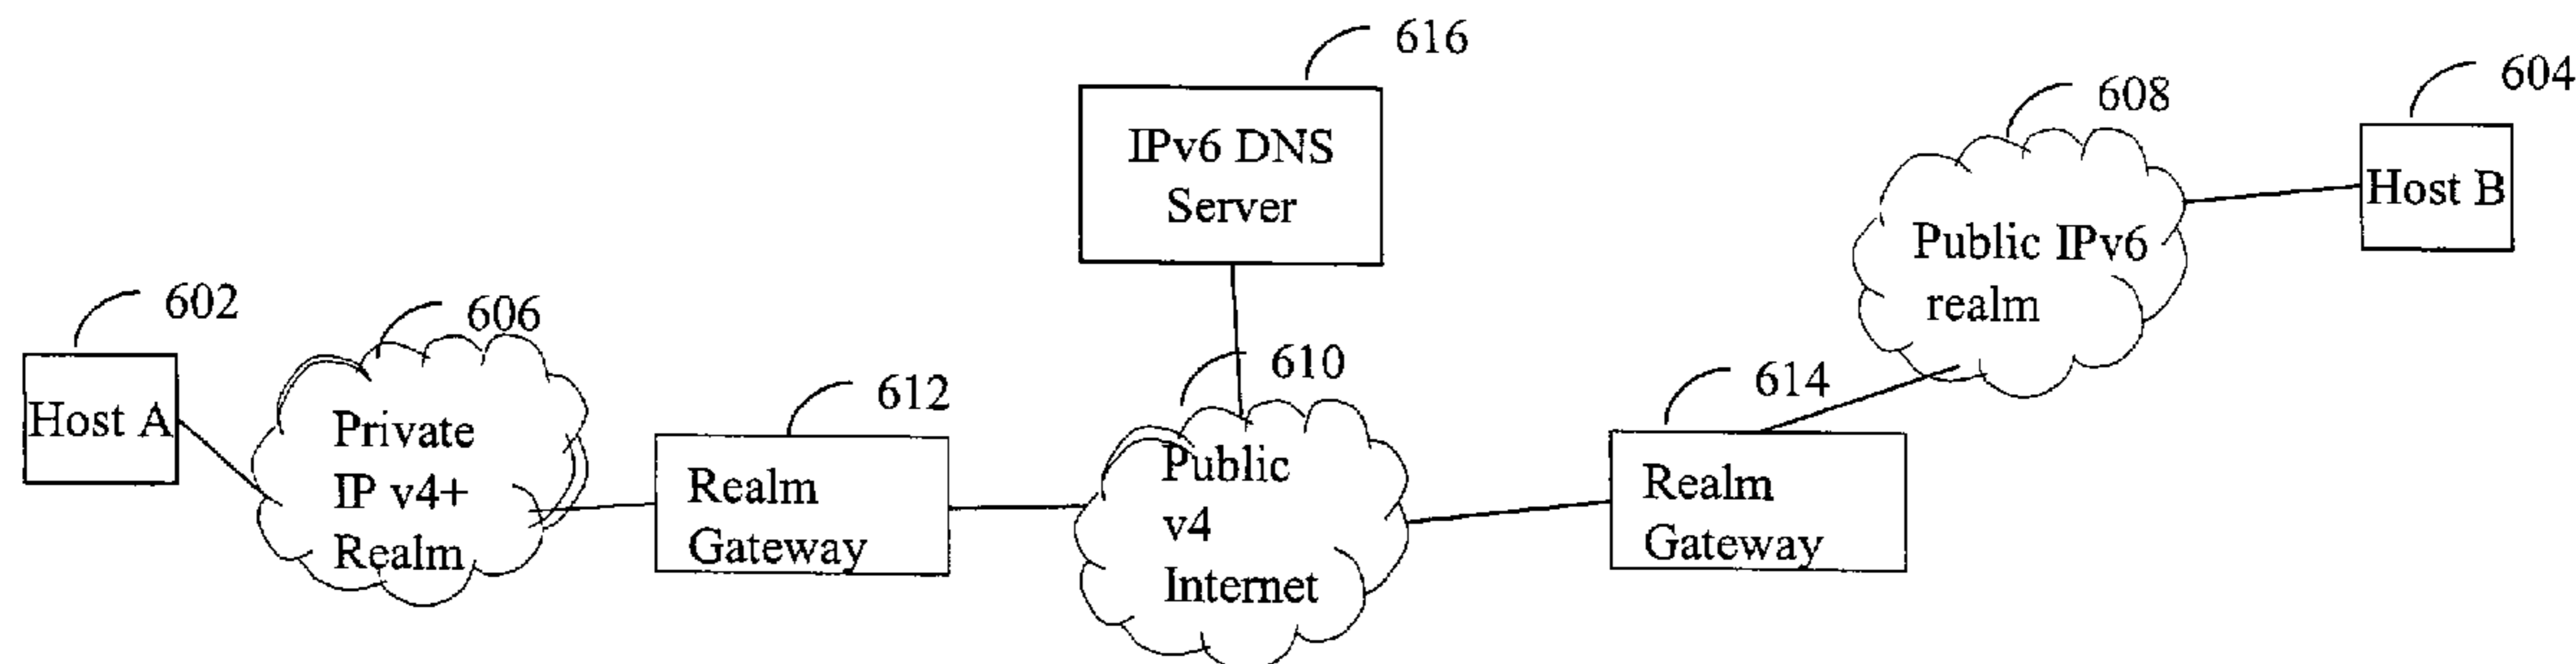 616
IPv6 DNS
Server
604
Host B
608
Public IPv6
realm
602
Host A
606
Private
IP v4+
Realm
612
Realm
Gateway
610
Public
v4
Internet
614
Realm
Gateway